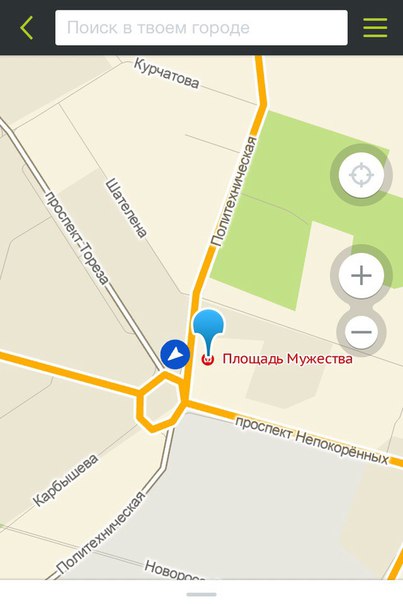 Поиск в твоем городе
Курчатова
Политехническая
Шателена
проспект Тореза
Площадь Мужества
проспект Непокорённых
Карбышева
Политехническая